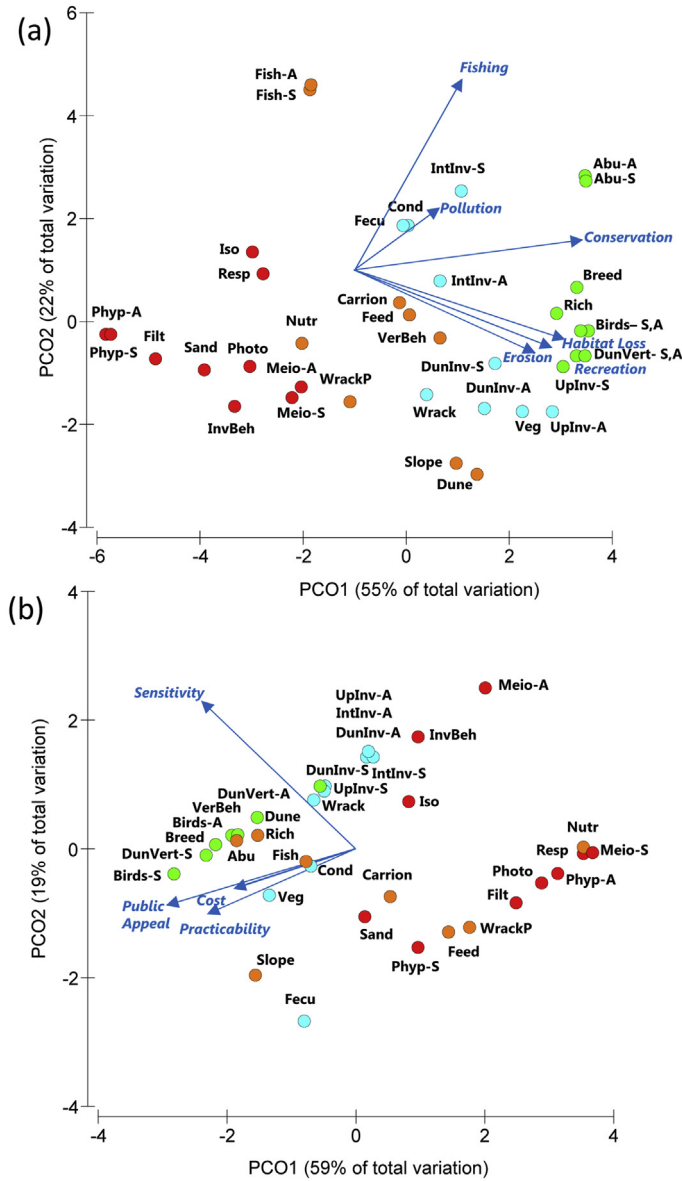 (a)
6
4
2
0
-2
-4
PCO2 (22% of total variation)
Fishing
Fish-A
Fish-S
IntInv-S
Abu-A
Abu-S
Cond
Pollution
Fecu
Conservation
Iso
Resp
IntInv-A
Breed
Carrion
Rich
Phyp-A
Feed
Birds– S,A
Nutr
VerBeh
Habitat Loss
Phyp-S
Filt
Sand
Photo
Erosion
DunVert- S,A
DunInv-S
Recreation
Meio-A
WrackP
DunInv-A
UpInv-S
InvBeh
Meio-S
Wrack
Veg
UpInv-A
Slope
Dune
-6
-4
-2
0
2
4
PCO1 (55% of total variation)
(b)
4
2
0
-2
-4
PCO2 (19% of total variation)
Sensitivity
Meio-A
UpInv-A
IntInv-A
DunInv-A
InvBeh
DunInv-S
IntInv-S
UpInv-S
DunVert-A
Wrack
Iso
VerBeh
Dune
Birds-A
Nutr
Breed
Rich
Resp
Meio-S
DunVert-S
Abu
Fish
Photo
Phyp-A
Birds-S
Cond
Carrion
Filt
Cost
Veg
Public
Appeal
Practicability
Sand
WrackP
Feed
Phyp-S
Slope
Fecu
-4
-2
0
2
4
PCO1 (59% of total variation)